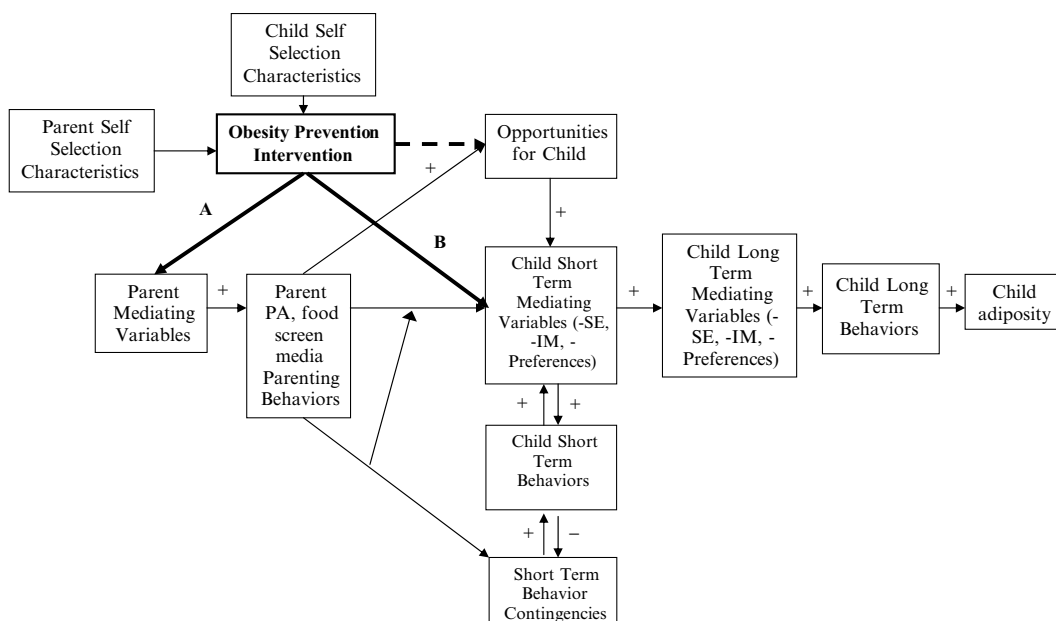 Child Self
Selection
Characteristics
Parent Self
Selection
Characteristics
Obesity Prevention
Intervention
Opportunities
for Child
+
A
B
+
Parent
Mediating
Variables
+
Parent
PA, food
screen
media
Parenting
Behaviors
Child Short
Term
Mediating
Variables (-SE,
-IM, -
Preferences)
+
Child Long
Term
Mediating
Variables (-
SE, -IM, -
Preferences)
+
Child Long
Term
Behaviors
+
Child
adiposity
+
+
Child Short
Term
Behaviors
+
–
Short Term
Behavior
Contingencies